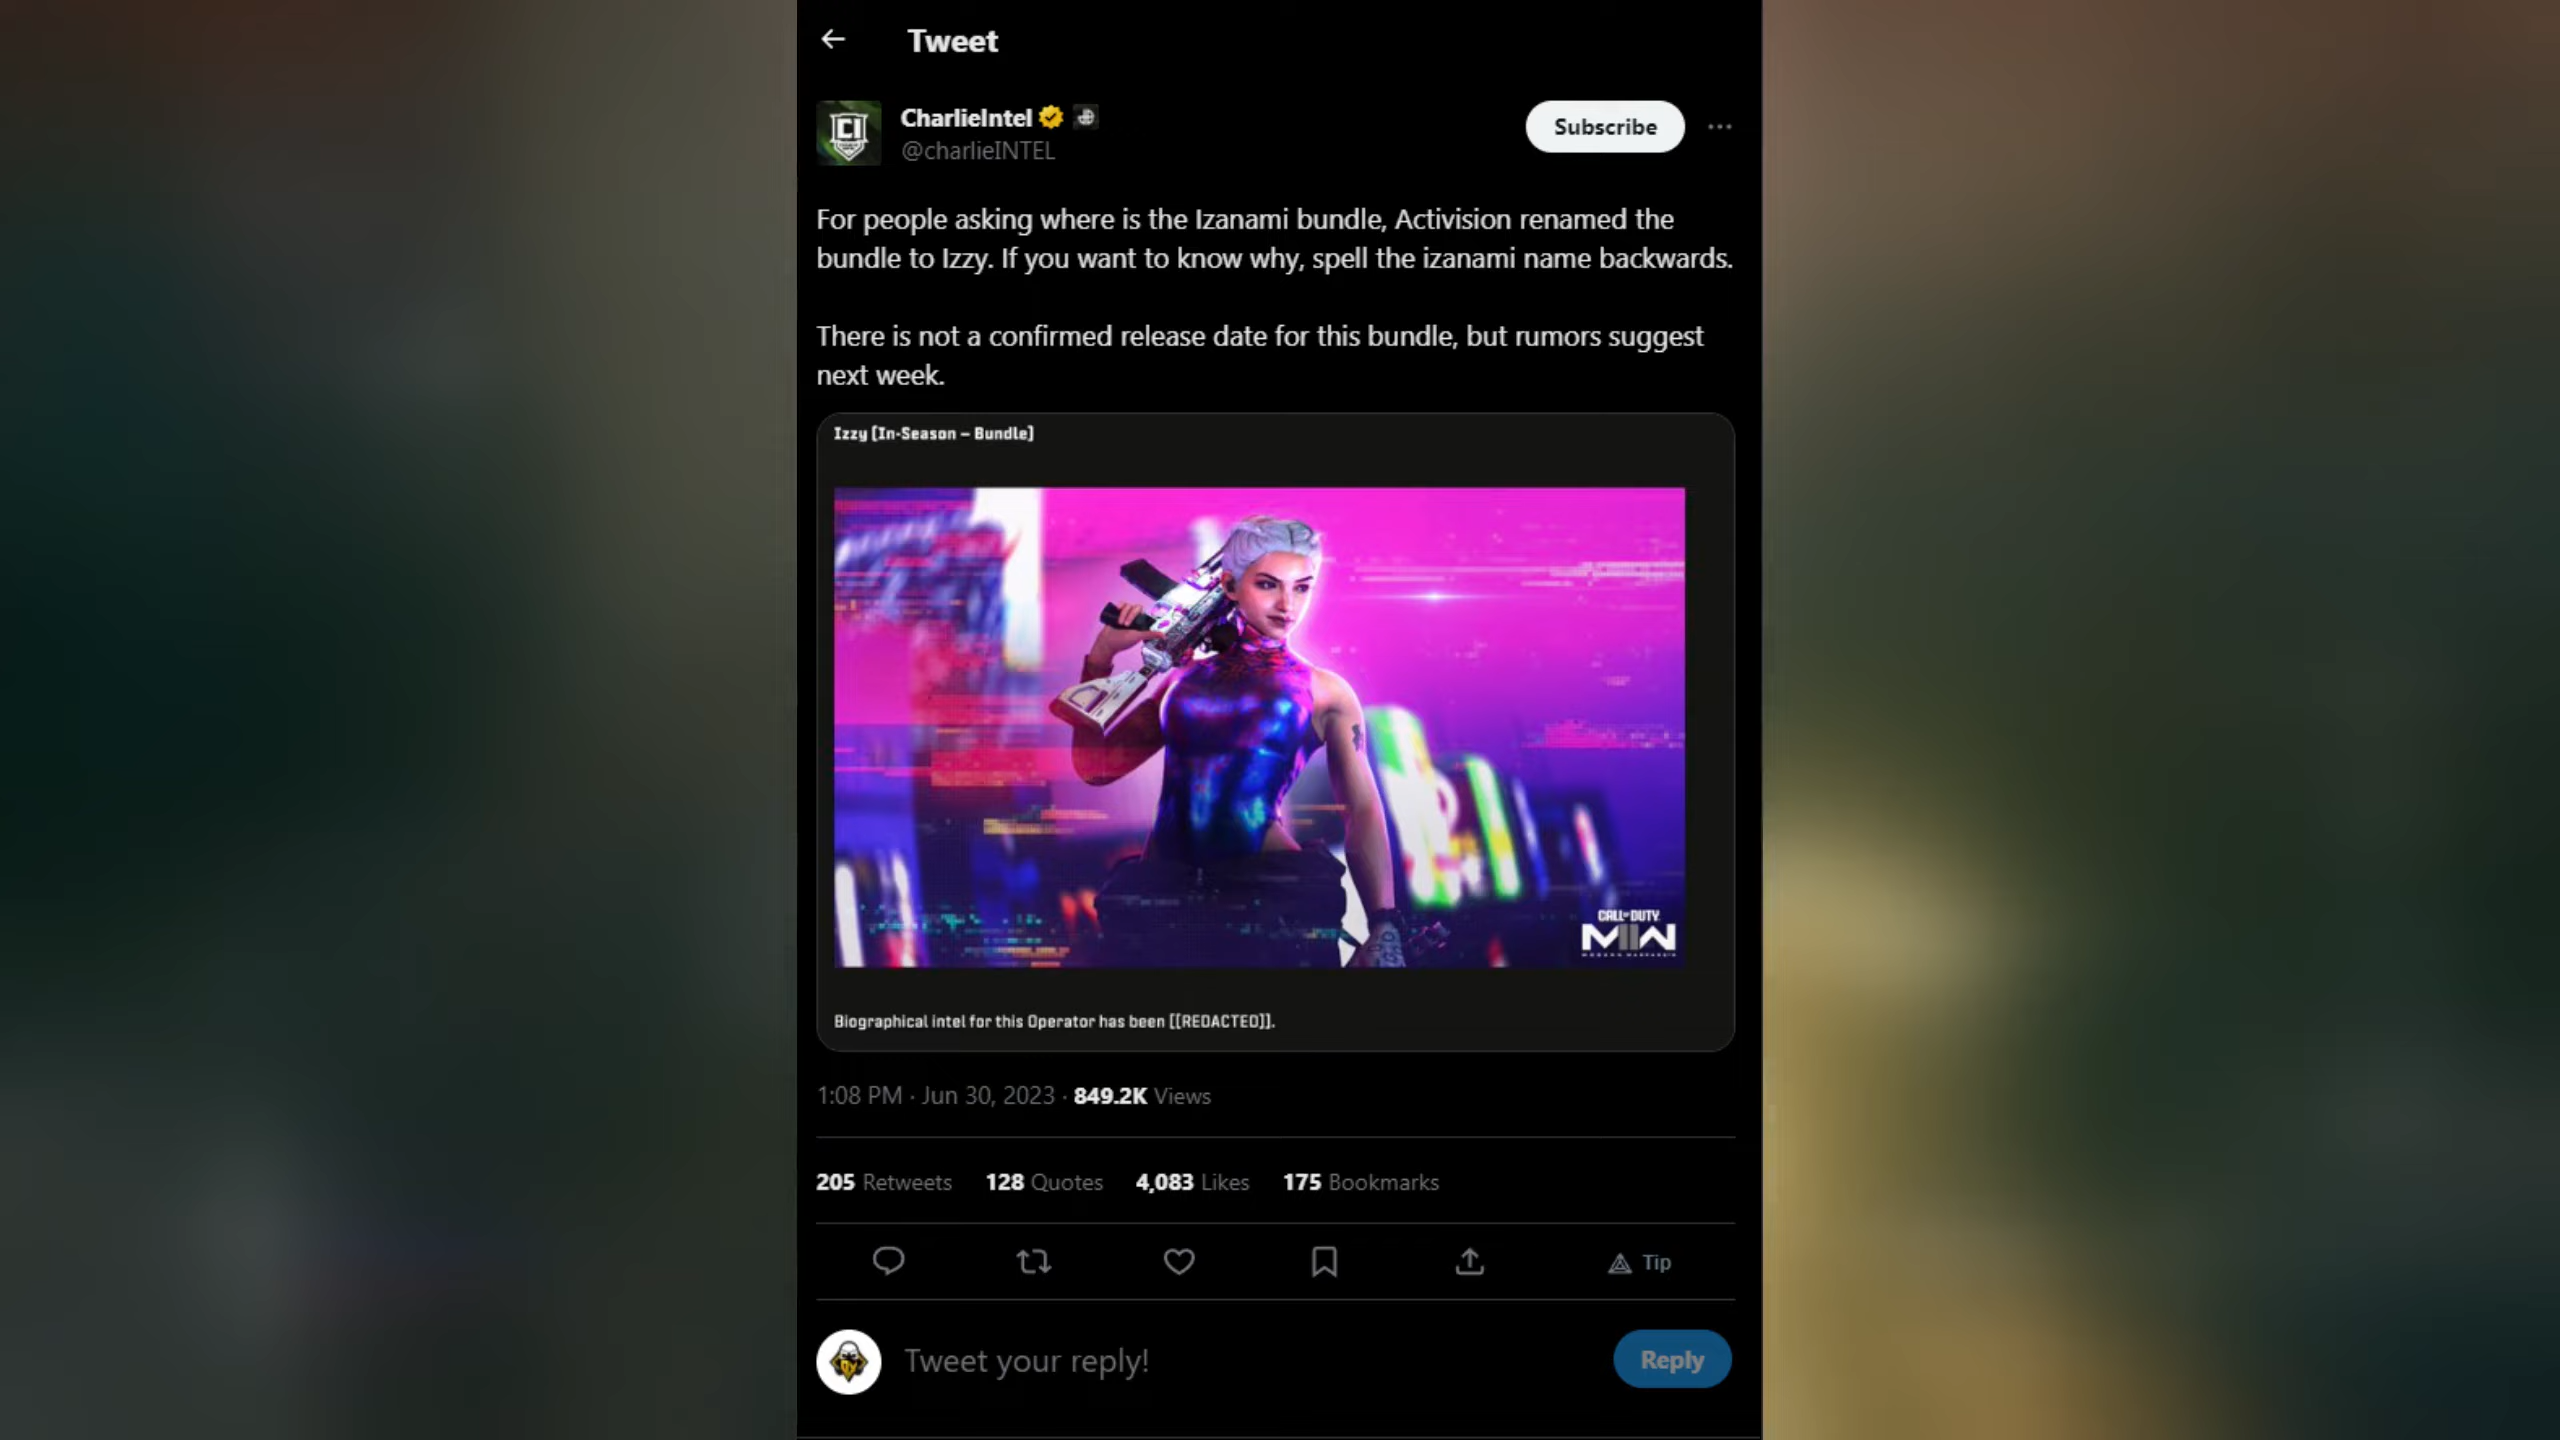 Tweet
CharlieIntel
@charlieINTEL
Subscribe
For people asking where is the Izanami bundle, Activision renamed the
bundle to Izzy. If you want to know why, spell the izanami name backwards.
There is not a confirmed release date for this bundle, but rumors suggest
next week.
Izzy (In-Season – Bundle)
CALL OF DUTY
MWII
MODERN WARFARE II
Biographical intel for this Operator has been [[REDACTED]].
1:08 PM · Jun 30, 2023 · 849.2K Views
205 Retweets 128 Quotes 4,083 Likes 175 Bookmarks
Tip
Tweet your reply!
Reply